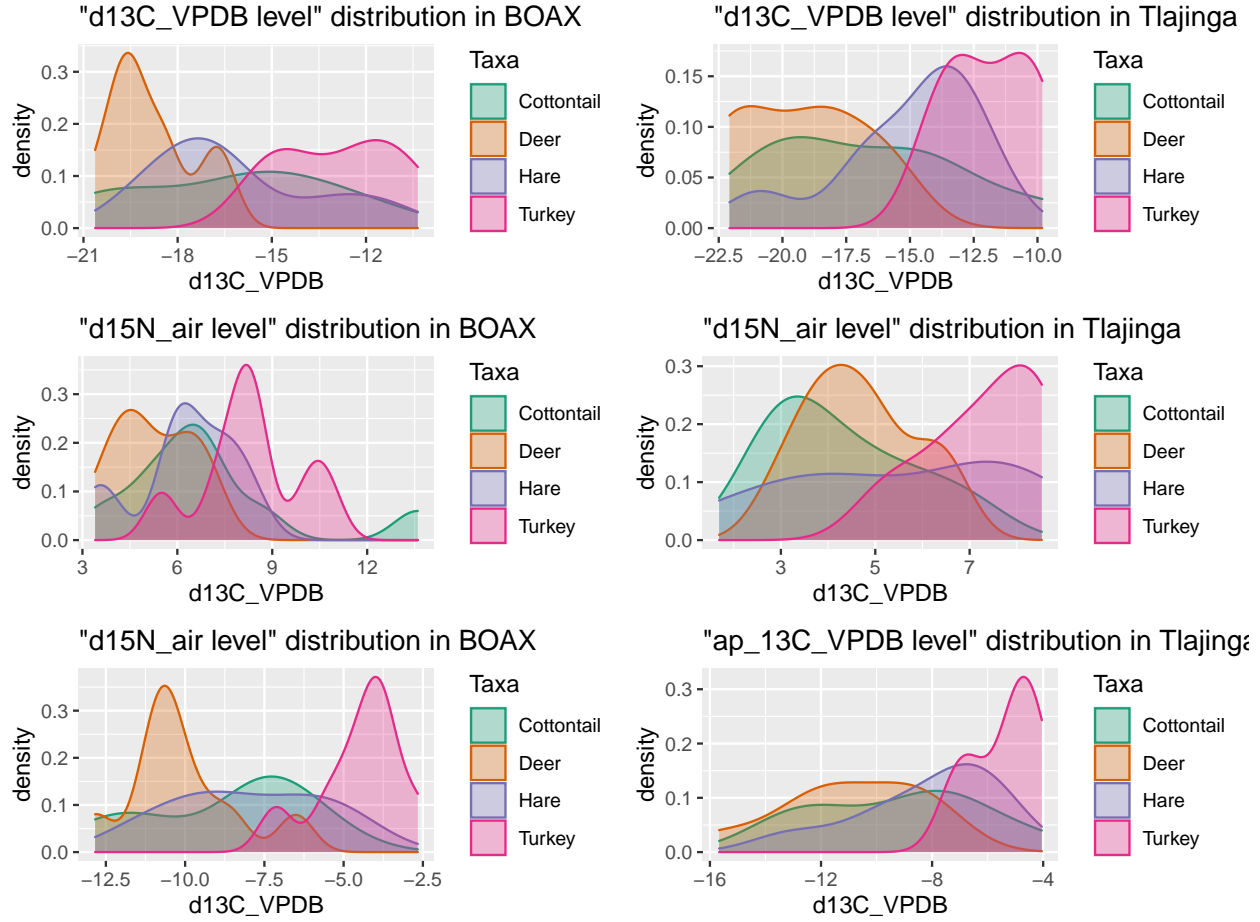 "d13C_VPDB level" distribution in BOAX
density
0.3
0.2
0.1
0.0
−21
−18
−15
−12
d13C_VPDB
Taxa
Cottontail
Deer
Hare
Turkey
"d13C_VPDB level" distribution in Tlajinga
density
0.15
0.10
0.05
0.00
−22.5
−20.0
−17.5
−15.0
−12.5
−10.0
d13C_VPDB
Taxa
Cottontail
Deer
Hare
Turkey
"d15N_air level" distribution in BOAX
density
0.3
0.2
0.1
0.0
3
6
9
12
d13C_VPDB
Taxa
Cottontail
Deer
Hare
Turkey
"d15N_air level" distribution in Tlajinga
density
0.3
0.2
0.1
0.0
3
5
7
d13C_VPDB
Taxa
Cottontail
Deer
Hare
Turkey
"d15N_air level" distribution in BOAX
density
0.3
0.2
0.1
0.0
−12.5
−10.0
−7.5
−5.0
−2.5
d13C_VPDB
Taxa
Cottontail
Deer
Hare
Turkey
"ap_13C_VPDB level" distribution in Tlajinga
density
0.3
0.2
0.1
0.0
−16
−12
−8
−4
d13C_VPDB
Taxa
Cottontail
Deer
Hare
Turkey